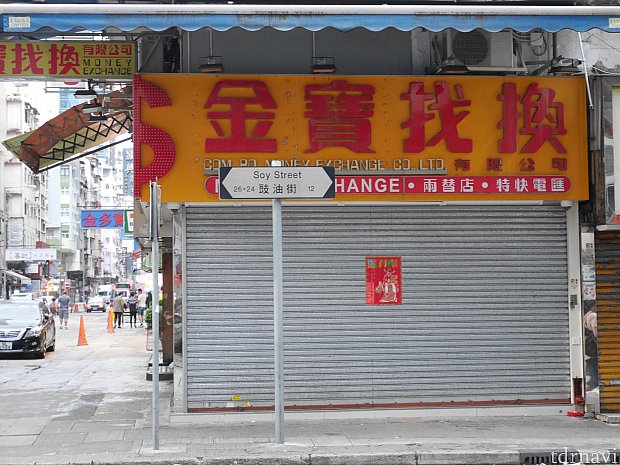 找換有限公司
MONEY EXCHANGE
$金寶找換
COM BO MONEY EXCHANGE CO. LTD. 有限公司
CHANGE • 兩替店 • 特快電匯
Soy Street
26-24 豉油街 12
金多寶
tdrnavi